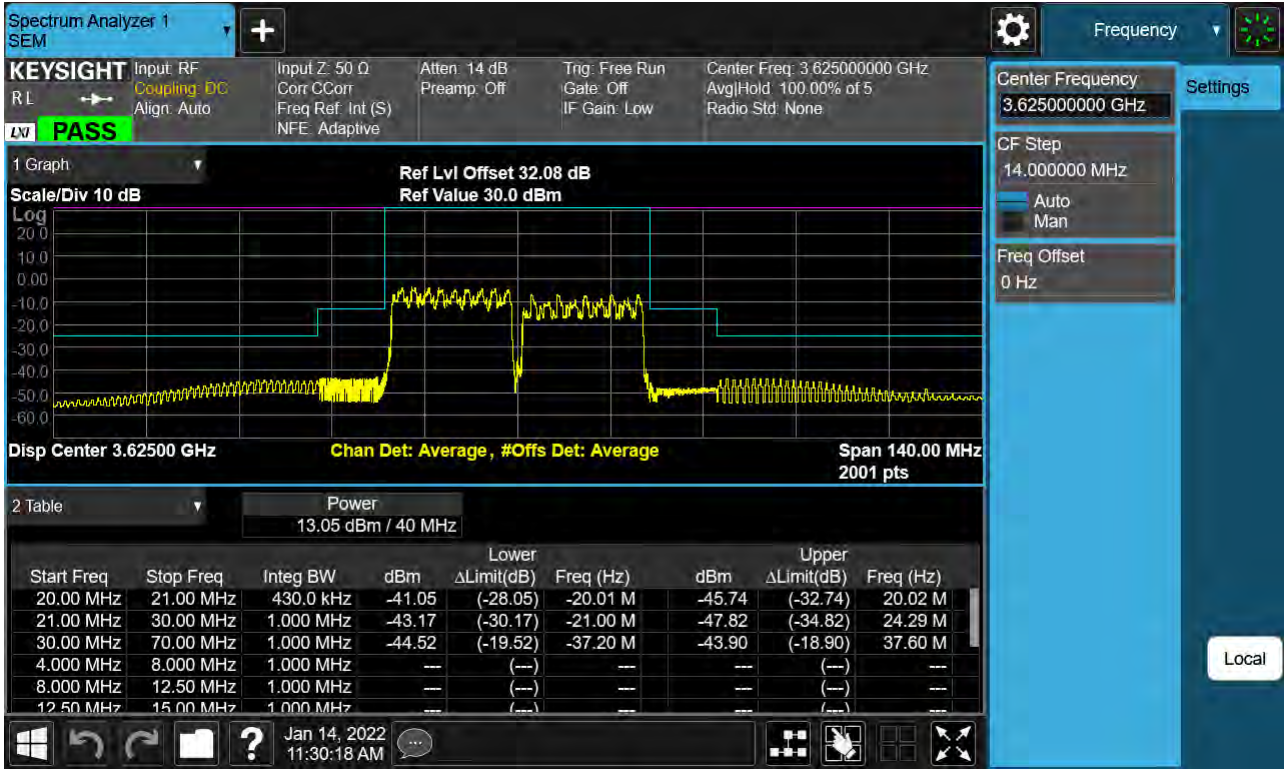 Spectrum Analyzer 1
SEM
Frequency
KEYSIGHT
R L
LXI
PASS
Input: RF
Coupling: DC
Align: Auto
Input Z: 50 Ω
Corr CCorr
Freq Ref: Int (S)
NFE: Adaptive
Atten: 14 dB
Preamp: Off
Trig: Free Run
Gate: Off
IF Gain: Low
Center Freq: 3.625000000 GHz
Avg|Hold: 100.00% of 5
Radio Std: None
Center Frequency
3.625000000 GHz
Settings
CF Step
14.000000 MHz
Auto
Man
Freq Offset
0 Hz
Local
1 Graph
Scale/Div 10 dB
Ref Lvl Offset 32.08 dB
Ref Value 30.0 dBm
Log
20.0
10.0
0.00
-10.0
-20.0
-30.0
-40.0
-50.0
-60.0
Disp Center 3.62500 GHz
Chan Det: Average, #Offs Det: Average
Span 140.00 MHz
2001 pts
2 Table
Power
13.05 dBm / 40 MHz
Lower Upper
Start Freq Stop Freq Integ BW dBm ΔLimit(dB) Freq (Hz) dBm ΔLimit(dB) Freq (Hz)
20.00 MHz 21.00 MHz 430.0 kHz -41.05 (-28.05) -20.01 M -45.74 (-32.74) 20.02 M
21.00 MHz 30.00 MHz 1.000 MHz -43.17 (-30.17) -21.00 M -47.82 (-34.82) 24.29 M
30.00 MHz 70.00 MHz 1.000 MHz -44.52 (-19.52) -37.20 M -43.90 (-18.90) 37.60 M
4.000 MHz 8.000 MHz 1.000 MHz --- (---) --- --- (---) ---
8.000 MHz 12.50 MHz 1.000 MHz --- (---) --- --- (---) ---
12.50 MHz 15.00 MHz 1.000 MHz --- (---) --- --- (---) ---
?
Jan 14, 2022
11:30:18 AM